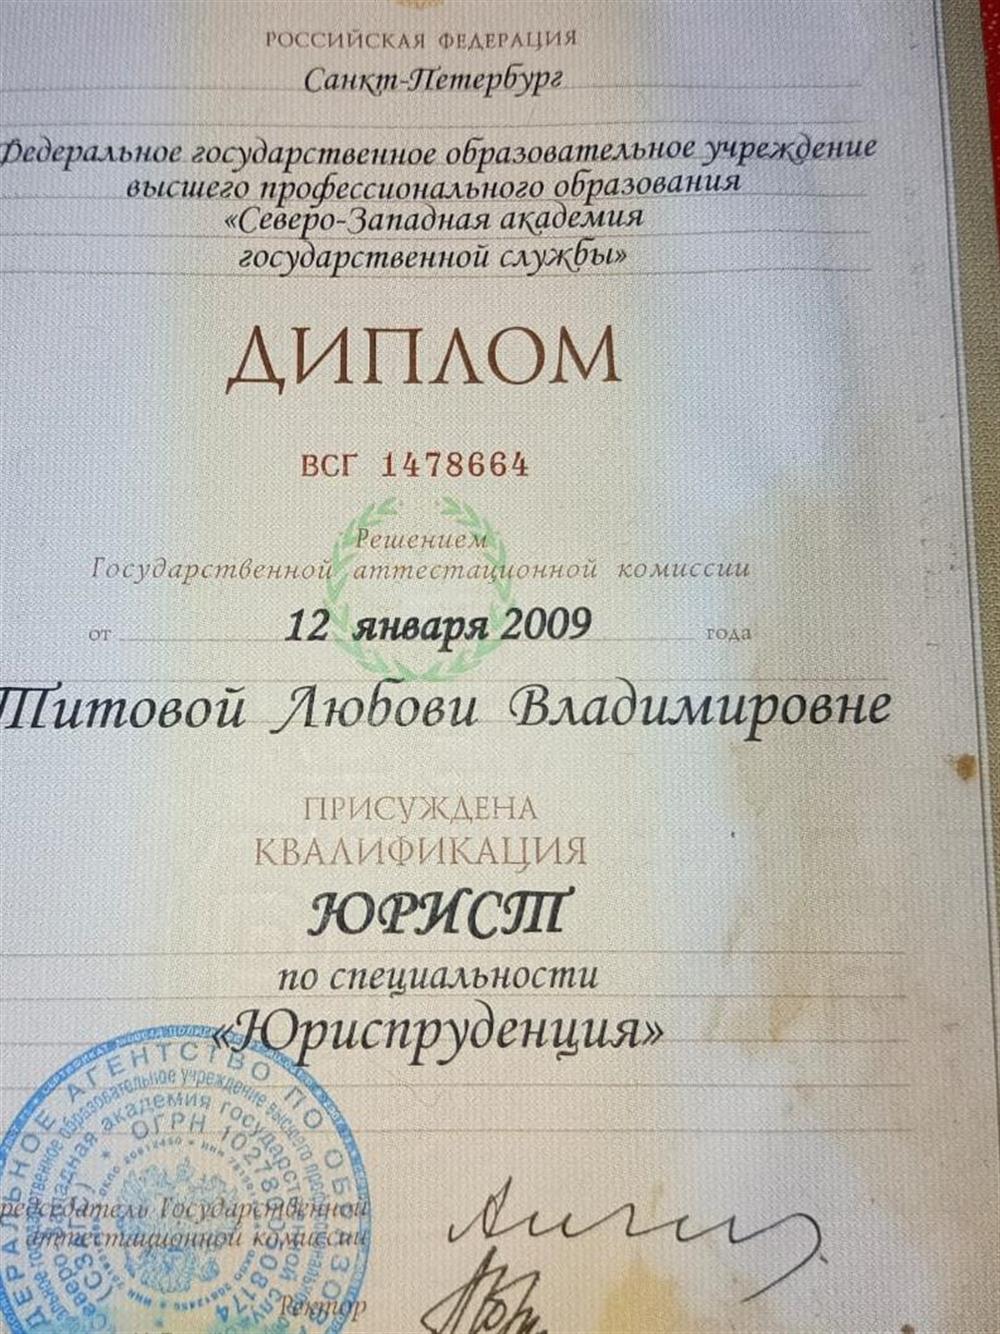 РОССИЙСКАЯ ФЕДЕРАЦИЯ
Санкт-Петербург
Федеральное государственное образовательное учреждение
высшего профессионального образования
«Северо-Западная академия
государственной службы»
ДИПЛОМ
ВСГ 1478664
Решением
Государственной аттестационной комиссии
от 12 января 2009 года
Титовой Любови Владимировне
ПРИСУЖДЕНА
КВАЛИФИКАЦИЯ
ЮРИСТ
по специальности
«Юриспруденция»
Председатель Государственной
аттестационной комиссии
Ректор